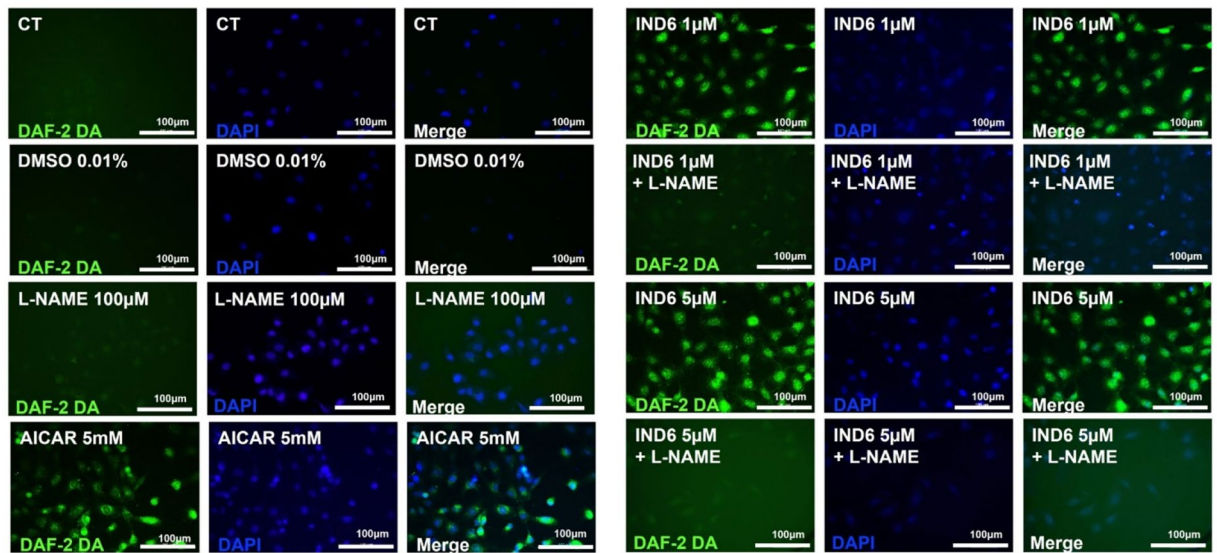 CT
CT
CT
DAF-2 DA
100µm
DAPI
100µm
Merge
100µm
DMSO 0.01%
DMSO 0.01%
DMSO 0.01%
DAF-2 DA
100µm
DAPI
100µm
Merge
100µm
L-NAME 100µM
L-NAME 100µM
L-NAME 100µM
DAF-2 DA
100µm
DAPI
100µm
Merge
100µm
AICAR 5mM
AICAR 5mM
AICAR 5mM
DAF-2 DA
100µm
DAPI
100µm
Merge
100µm
IND6 1µM
IND6 1µM
IND6 1µM
DAF-2 DA
100µm
DAPI
100µm
Merge
100µm
IND6 1µM
+ L-NAME
IND6 1µM
+ L-NAME
IND6 1µM
+ L-NAME
DAF-2 DA
100µm
DAPI
100µm
Merge
100µm
IND6 5µM
IND6 5µM
IND6 5µM
DAF-2 DA
100µm
DAPI
100µm
Merge
100µm
IND6 5µM
+ L-NAME
IND6 5µM
+ L-NAME
IND6 5µM
+ L-NAME
DAF-2 DA
100µm
DAPI
100µm
Merge
100µm